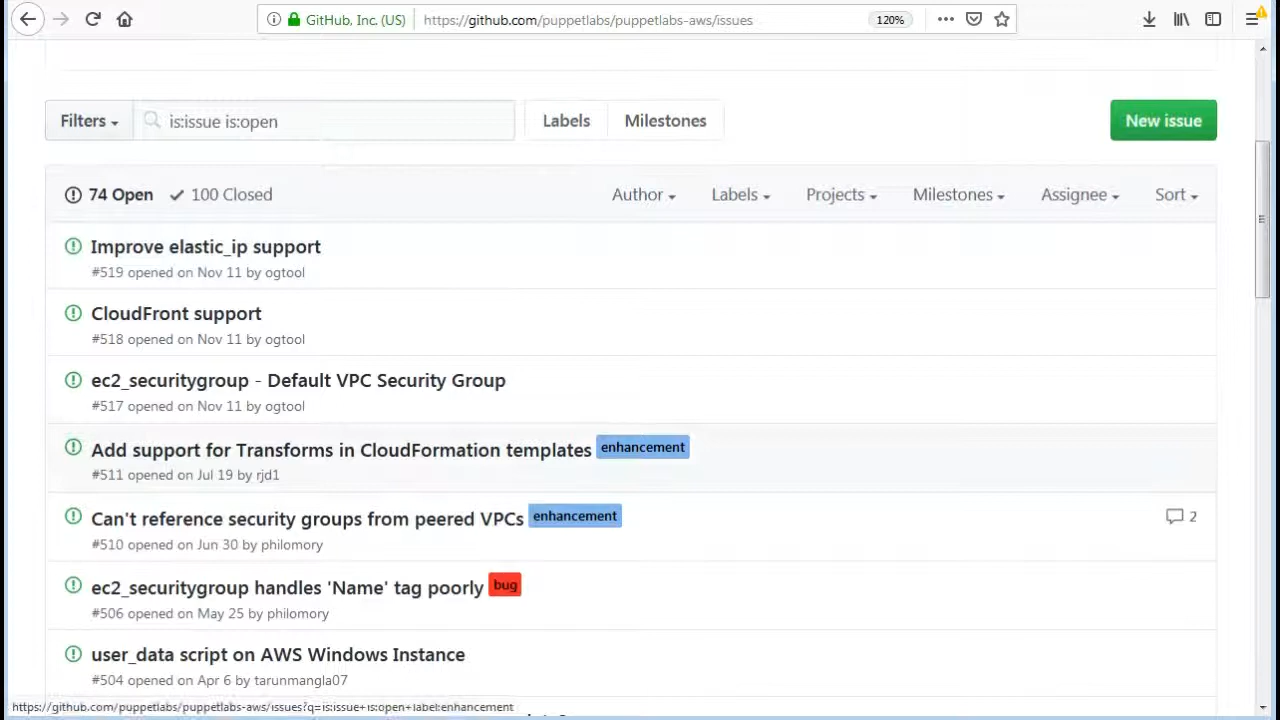 GitHub, Inc. (US) https://github.com/puppetlabs/puppetlabs-aws/issues 120%
Filters is:issue is:open Labels Milestones New issue
74 Open 100 Closed Author Labels Projects Milestones Assignee Sort
Improve elastic_ip support
#519 opened on Nov 11 by ogtool
CloudFront support
#518 opened on Nov 11 by ogtool
ec2_securitygroup - Default VPC Security Group
#517 opened on Nov 11 by ogtool
Add support for Transforms in CloudFormation templates enhancement
#511 opened on Jul 19 by rjd1
Can't reference security groups from peered VPCs enhancement 2
#510 opened on Jun 30 by philomory
ec2_securitygroup handles 'Name' tag poorly bug
#506 opened on May 25 by philomory
user_data script on AWS Windows Instance
#504 opened on Apr 6 by tarunmangla07
https://github.com/puppetlabs/puppetlabs-aws/issues?q=is:issue+is:open+label:enhancement